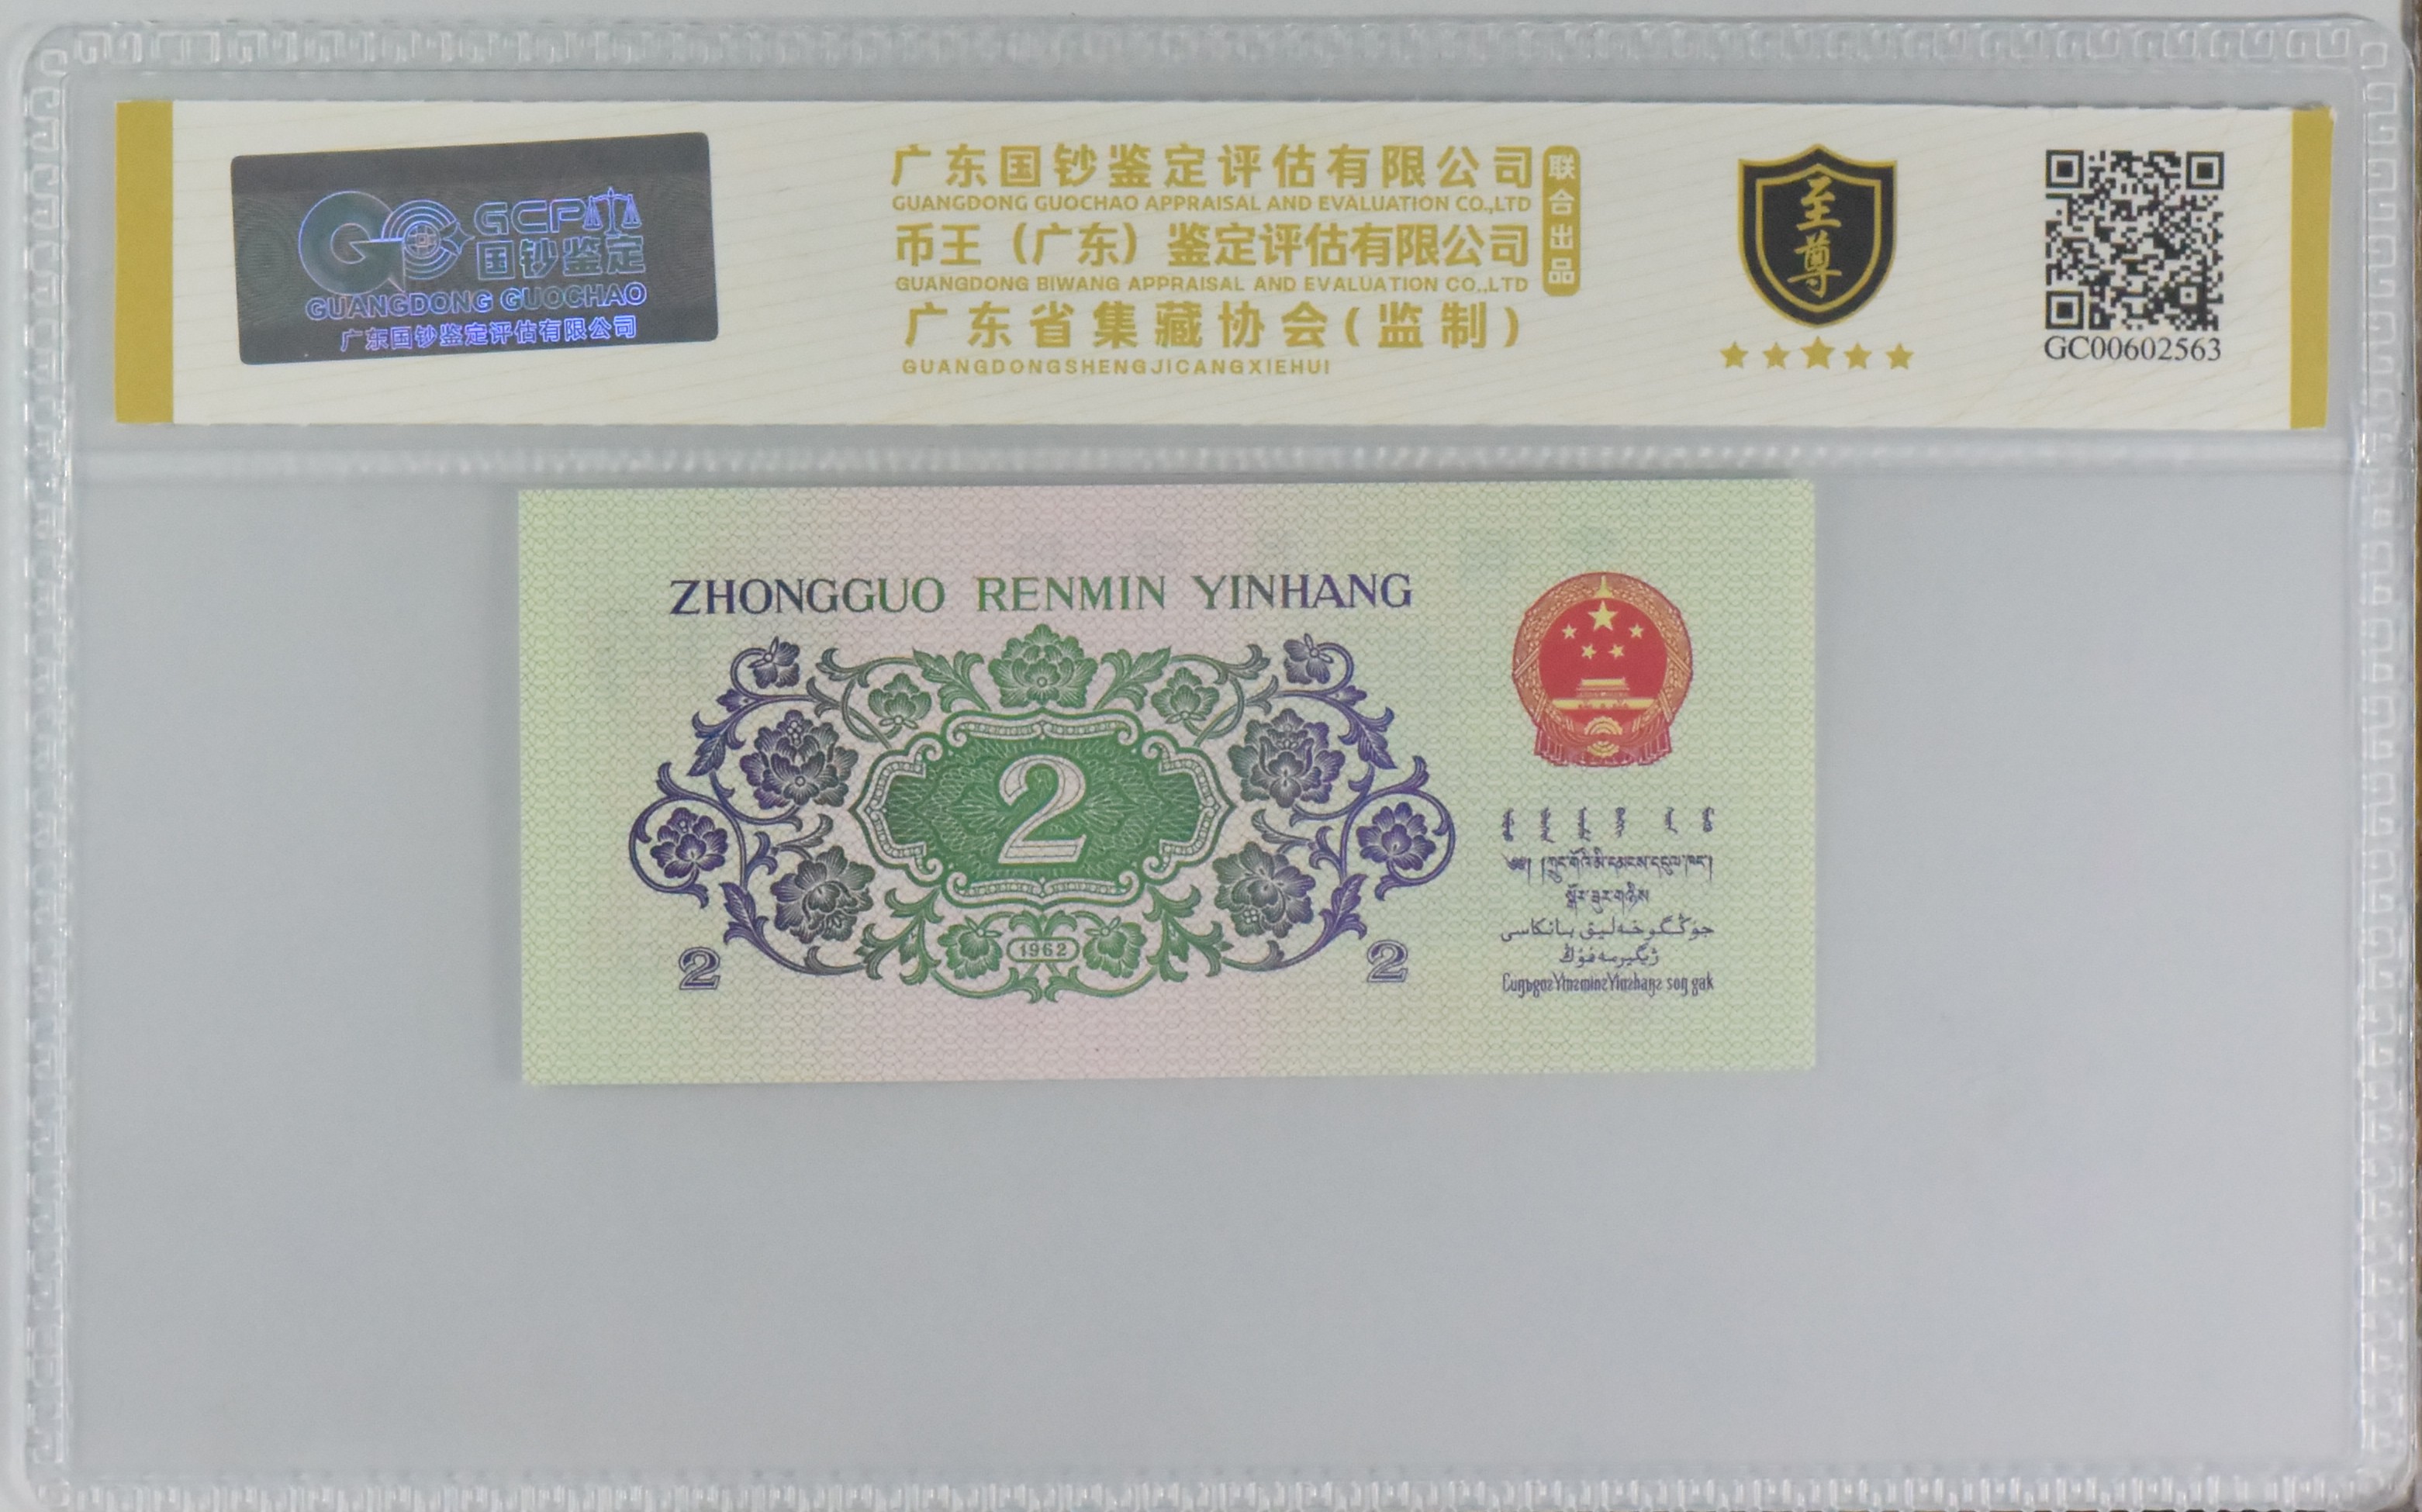 GCP
国钞鉴定
GUANGDONG GUOCHAO
广东国钞鉴定评估有限公司
广东国钞鉴定评估有限公司
GUANGDONG GUOCHAO APPRAISAL AND EVALUATION CO.,LTD
币王（广东）鉴定评估有限公司
GUANGDONG BIWANG APPRAISAL AND EVALUATION CO.,LTD
广东省集藏协会(监制)
GUANGDONGSHENGJICANGXIEHUI
联合出品
至尊
GC00602563
ZHONGGUO RENMIN YINHANG
2
1962
2
2
جۇڭگو خەلىق بانكاسى